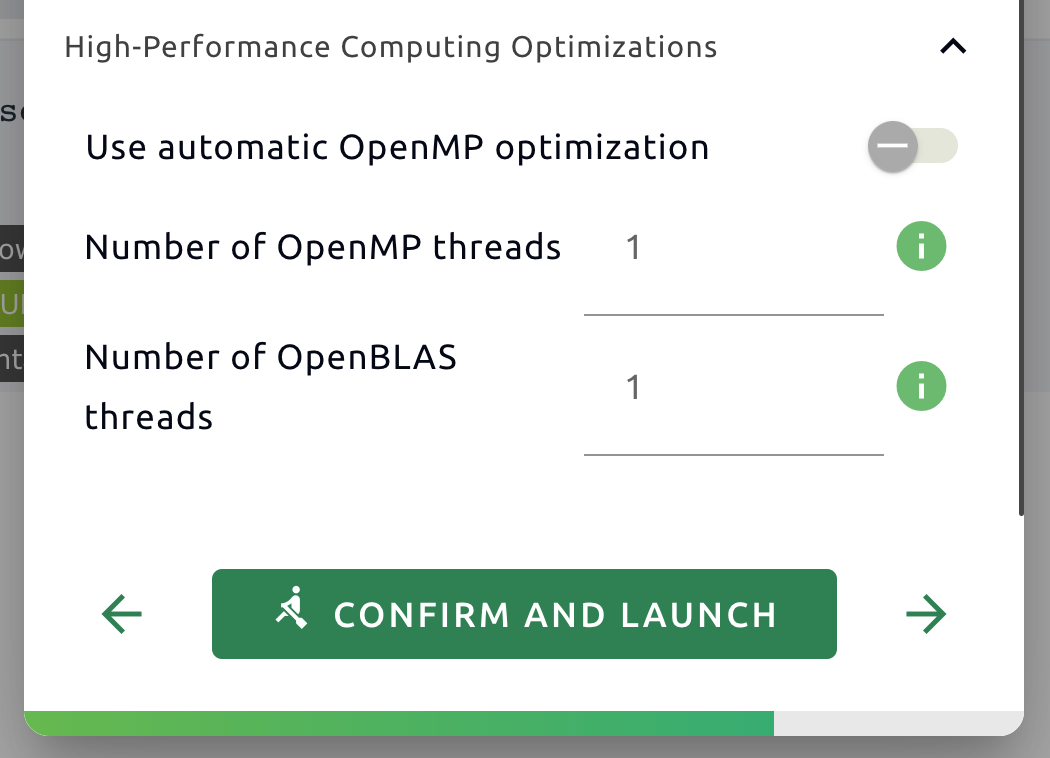 High-Performance Computing Optimizations
Use automatic OpenMP optimization
Number of OpenMP threads
1
Number of OpenBLAS
threads
1
CONFIRM AND LAUNCH